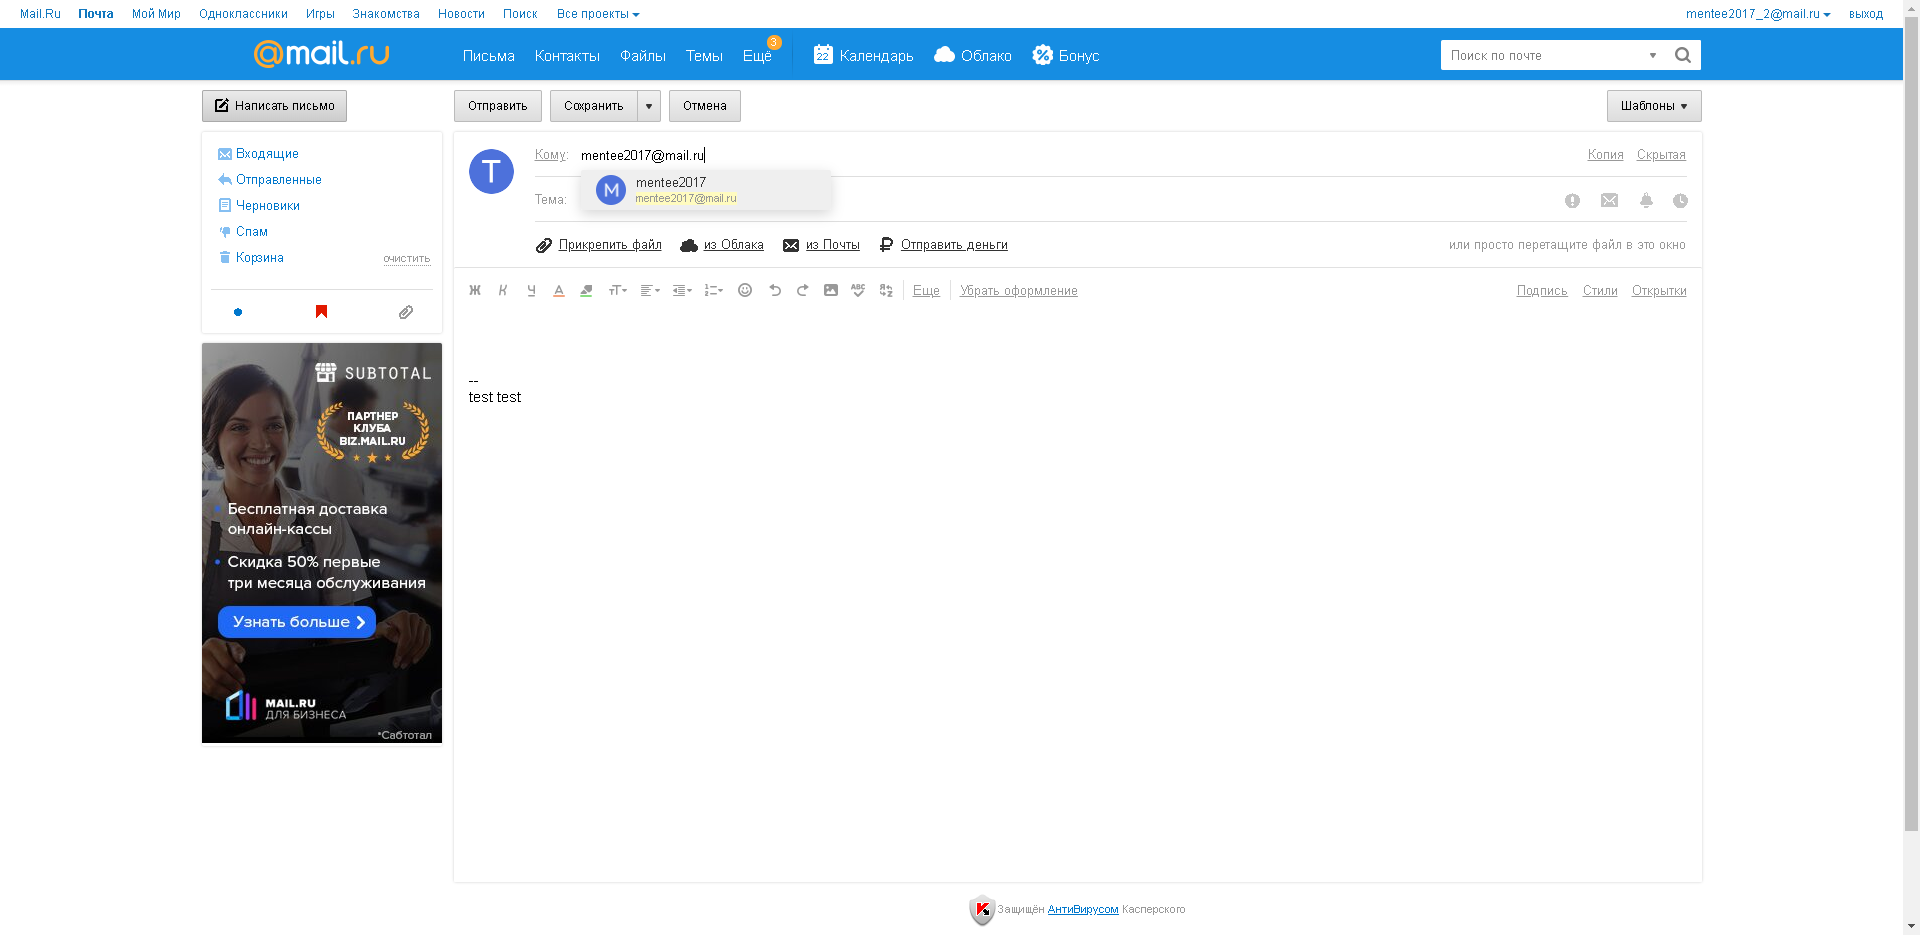 Mail.Ru Почта Мой Мир Одноклассники Игры Знакомства Новости Поиск Все проекты mentee2017_2@mail.ru выход
@mail.ru Письма Контакты Файлы Темы Ещё 3 22 Календарь Облако Бонус Поиск по почте
Написать письмо Отправить Сохранить Отмена Шаблоны
Входящие
Отправленные
Черновики
Спам
Корзина очистить
T Кому: mentee2017@mail.ru Копия Скрытая
M mentee2017
mentee2017@mail.ru
Тема:
Прикрепить файл из Облака из Почты Отправить деньги или просто перетащите файл в это окно
Ж К Ч А тТ ABC Еще Убрать оформление Подпись Стили Открытки
--
test test
SUBTOTAL
ПАРТНЕР
КЛУБА
BIZ.MAIL.RU
Бесплатная доставка
онлайн-кассы
Скидка 50% первые
три месяца обслуживания
Узнать больше
MAIL.RU
ДЛЯ БИЗНЕСА
*Сабтотал
Защищён АнтиВирусом Касперского